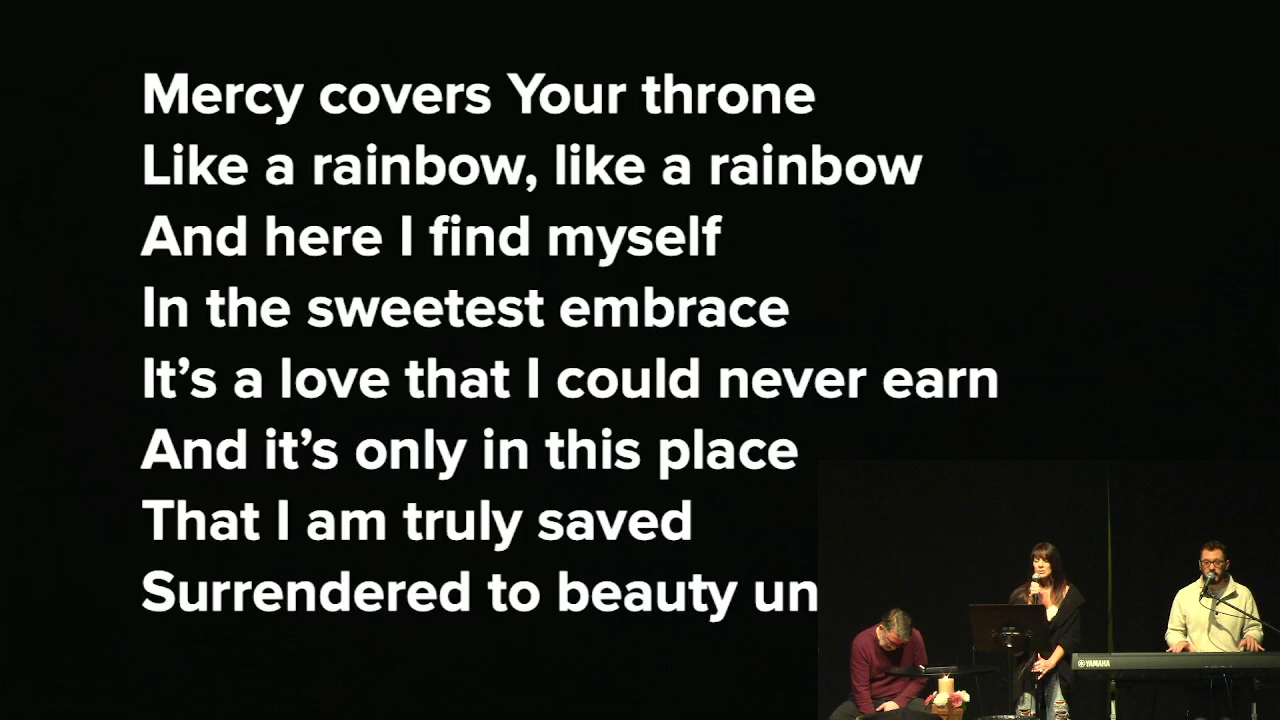 Mercy covers Your throne
Like a rainbow, like a rainbow
And here I find myself
In the sweetest embrace
It’s a love that I could never earn
And it’s only in this place
That I am truly saved
Surrendered to beauty un
YAMAHA